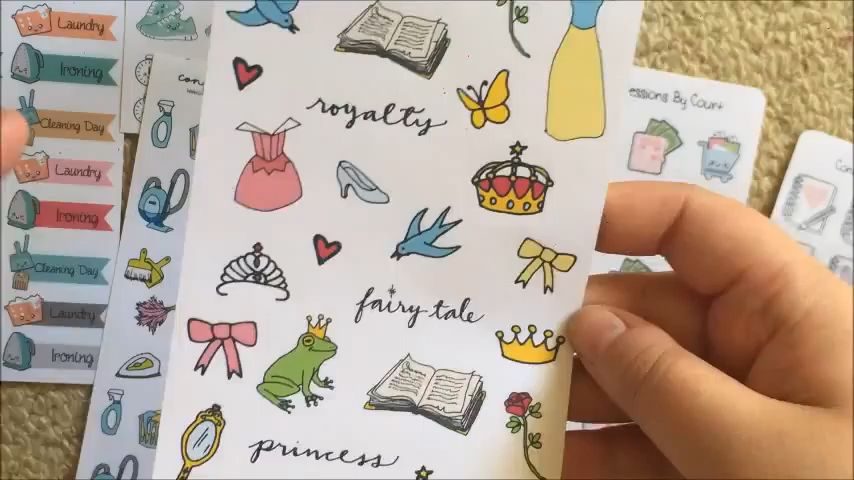 Laundry
Ironing
Cleaning Day
Laundry
Ironing
Cleaning Day
Laundry
Ironing
royalty
fairy tale
princess
essions By Court